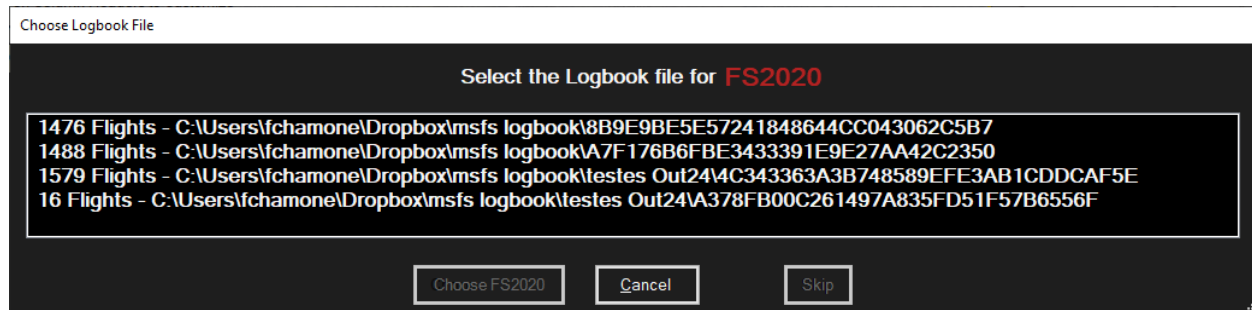 Choose Logbook File
Select the Logbook file for FS2020
1476 Flights - C:\Users\fchamone\Dropbox\msfs logbook\8B9E9BE5E57241848644CC043062C5B7
1488 Flights - C:\Users\fchamone\Dropbox\msfs logbook\A7F176B6FBE3433391E9E27AA42C2350
1579 Flights - C:\Users\fchamone\Dropbox\msfs logbook\testes Out24\4C343363A3B748589EFE3AB1CDDCAF5E
16 Flights - C:\Users\fchamone\Dropbox\msfs logbook\testes Out24\A378FB00C261497A835FD51F57B6556F
Choose FS2020 Cancel Skip